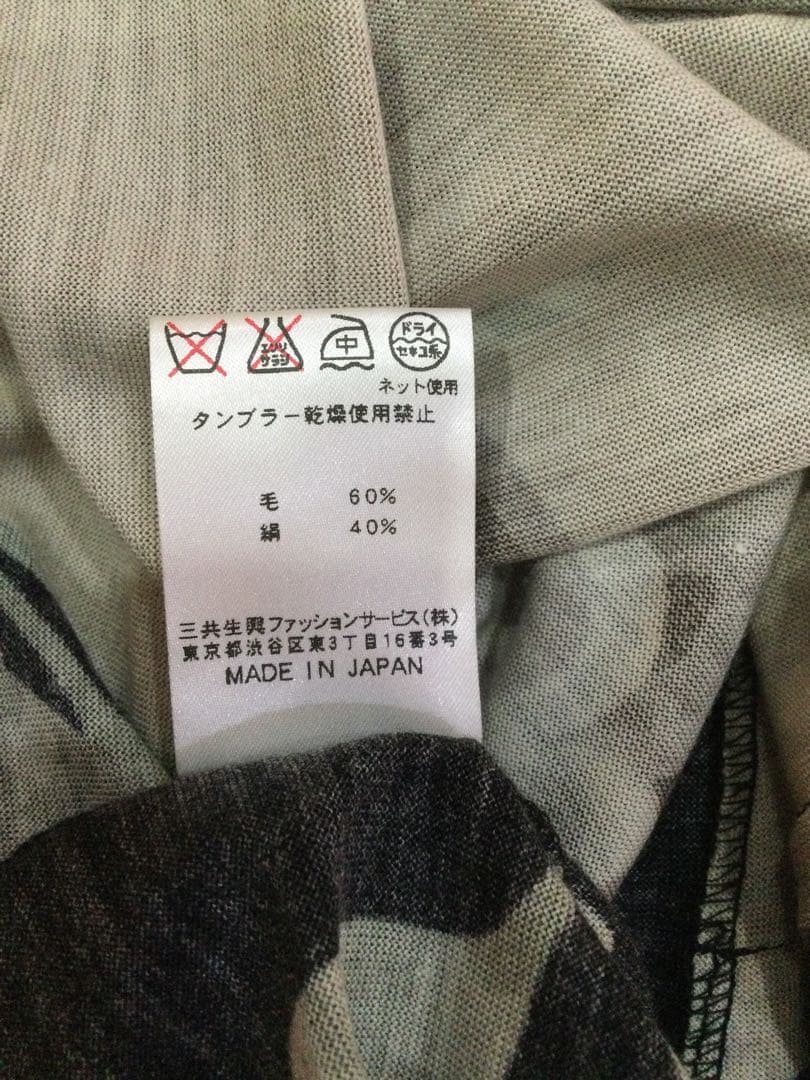 エンソサラシ 中 ドライ セキユ系
ネット使用
タンブラー乾燥使用禁止
毛 60%
絹 40%
三共生興ファッションサービス(株)
東京都渋谷区東3丁目16番3号
MADE IN JAPAN